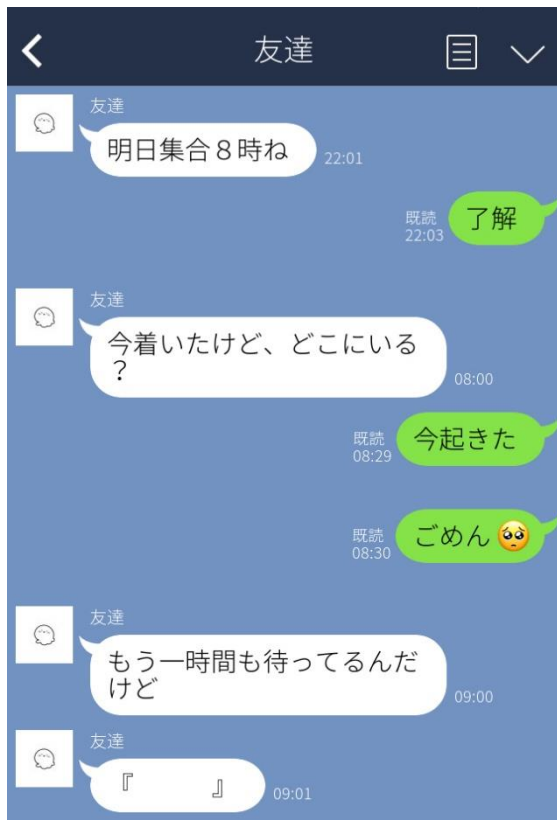 友達
友達
明日集合８時ね
22:01
既読
22:03
了解
友達
今着いたけど、どこにいる
？
08:00
既読
08:29
今起きた
既読
08:30
ごめん🥺
友達
もう一時間も待ってるんだ
けど
09:00
友達
『　　　』
09:01